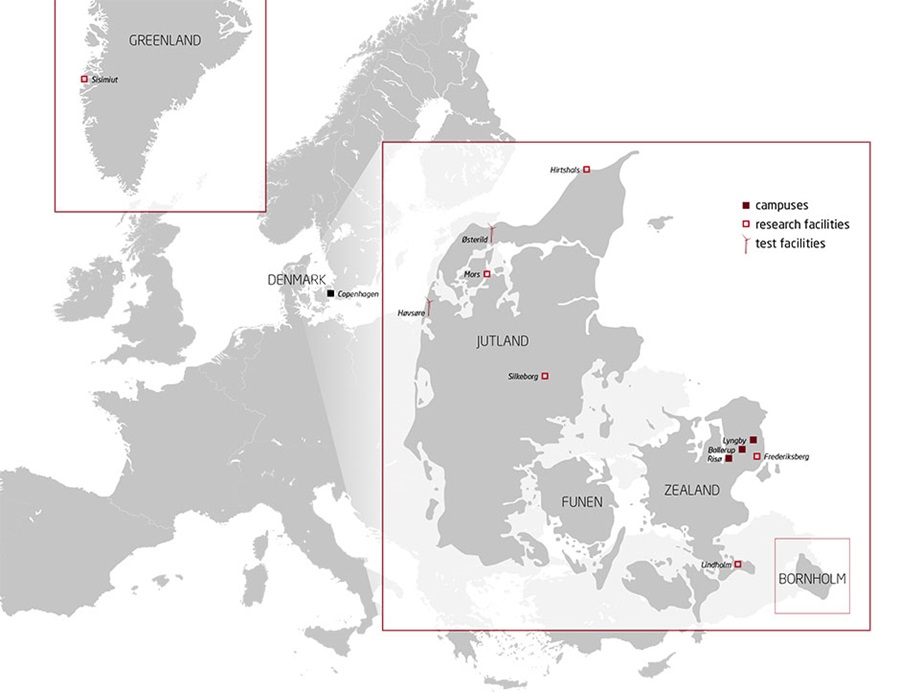 GREENLAND
Sisimiut
DENMARK
Copenhagen
Hirtshals
campuses
research facilities
test facilities
Østerild
Mors
Høvsøre
JUTLAND
Silkeborg
Lyngby
Ballerup
Risø
Frederiksberg
ZEALAND
FUNEN
Lindholm
BORNHOLM